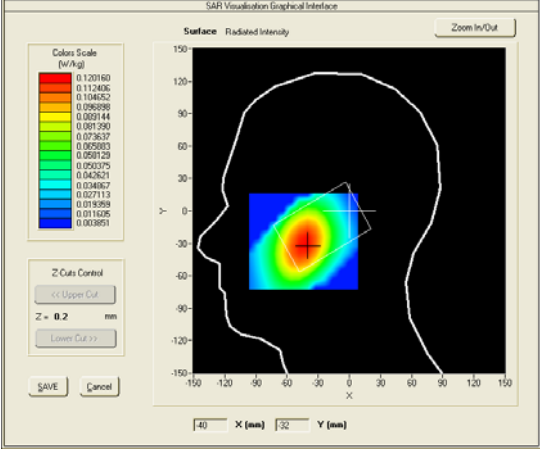 SAR Visualisation Graphical Interface
Surface Radiated Intensity
Zoom In/Out
Colors Scale
(W/kg)
0.120160
0.112406
0.104652
0.096898
0.089144
0.081390
0.073637
0.065883
0.058129
0.050375
0.042621
0.034867
0.027113
0.019359
0.011605
0.003851
Z-Cuts Control
<< Upper Cut
Z = 0.2 mm
Lower Cut >>
SAVE
Cancel
150
120
90
60
30
0
-30
-60
-90
-120
-150
Y
-150 -120 -90 -60 -30 0 30 60 90 120 150
X
-40 X (mm) -32 Y (mm)